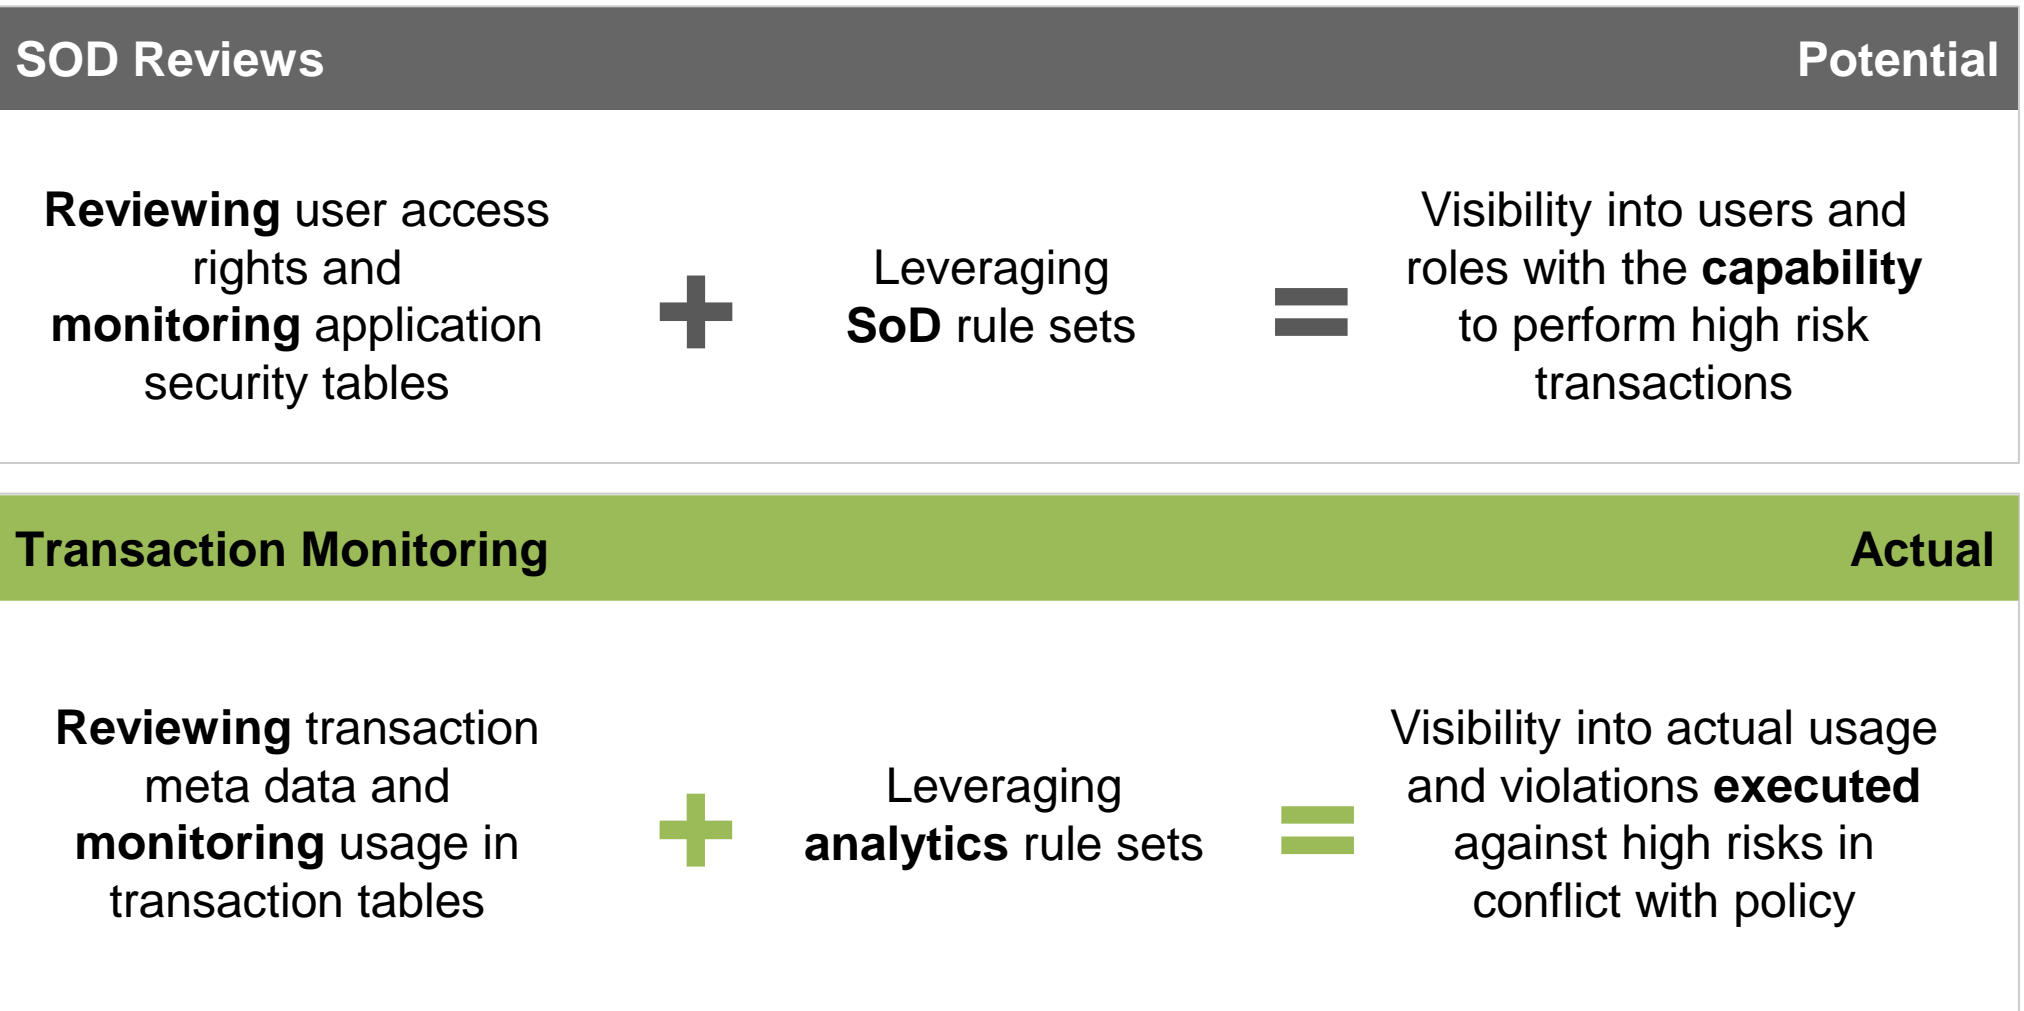 SOD Reviews Potential
Reviewing user access
rights and
monitoring application
security tables
+
Leveraging
SoD rule sets
=
Visibility into users and
roles with the capability
to perform high risk
transactions
Transaction Monitoring Actual
Reviewing transaction
meta data and
monitoring usage in
transaction tables
+
Leveraging
analytics rule sets
=
Visibility into actual usage
and violations executed
against high risks in
conflict with policy